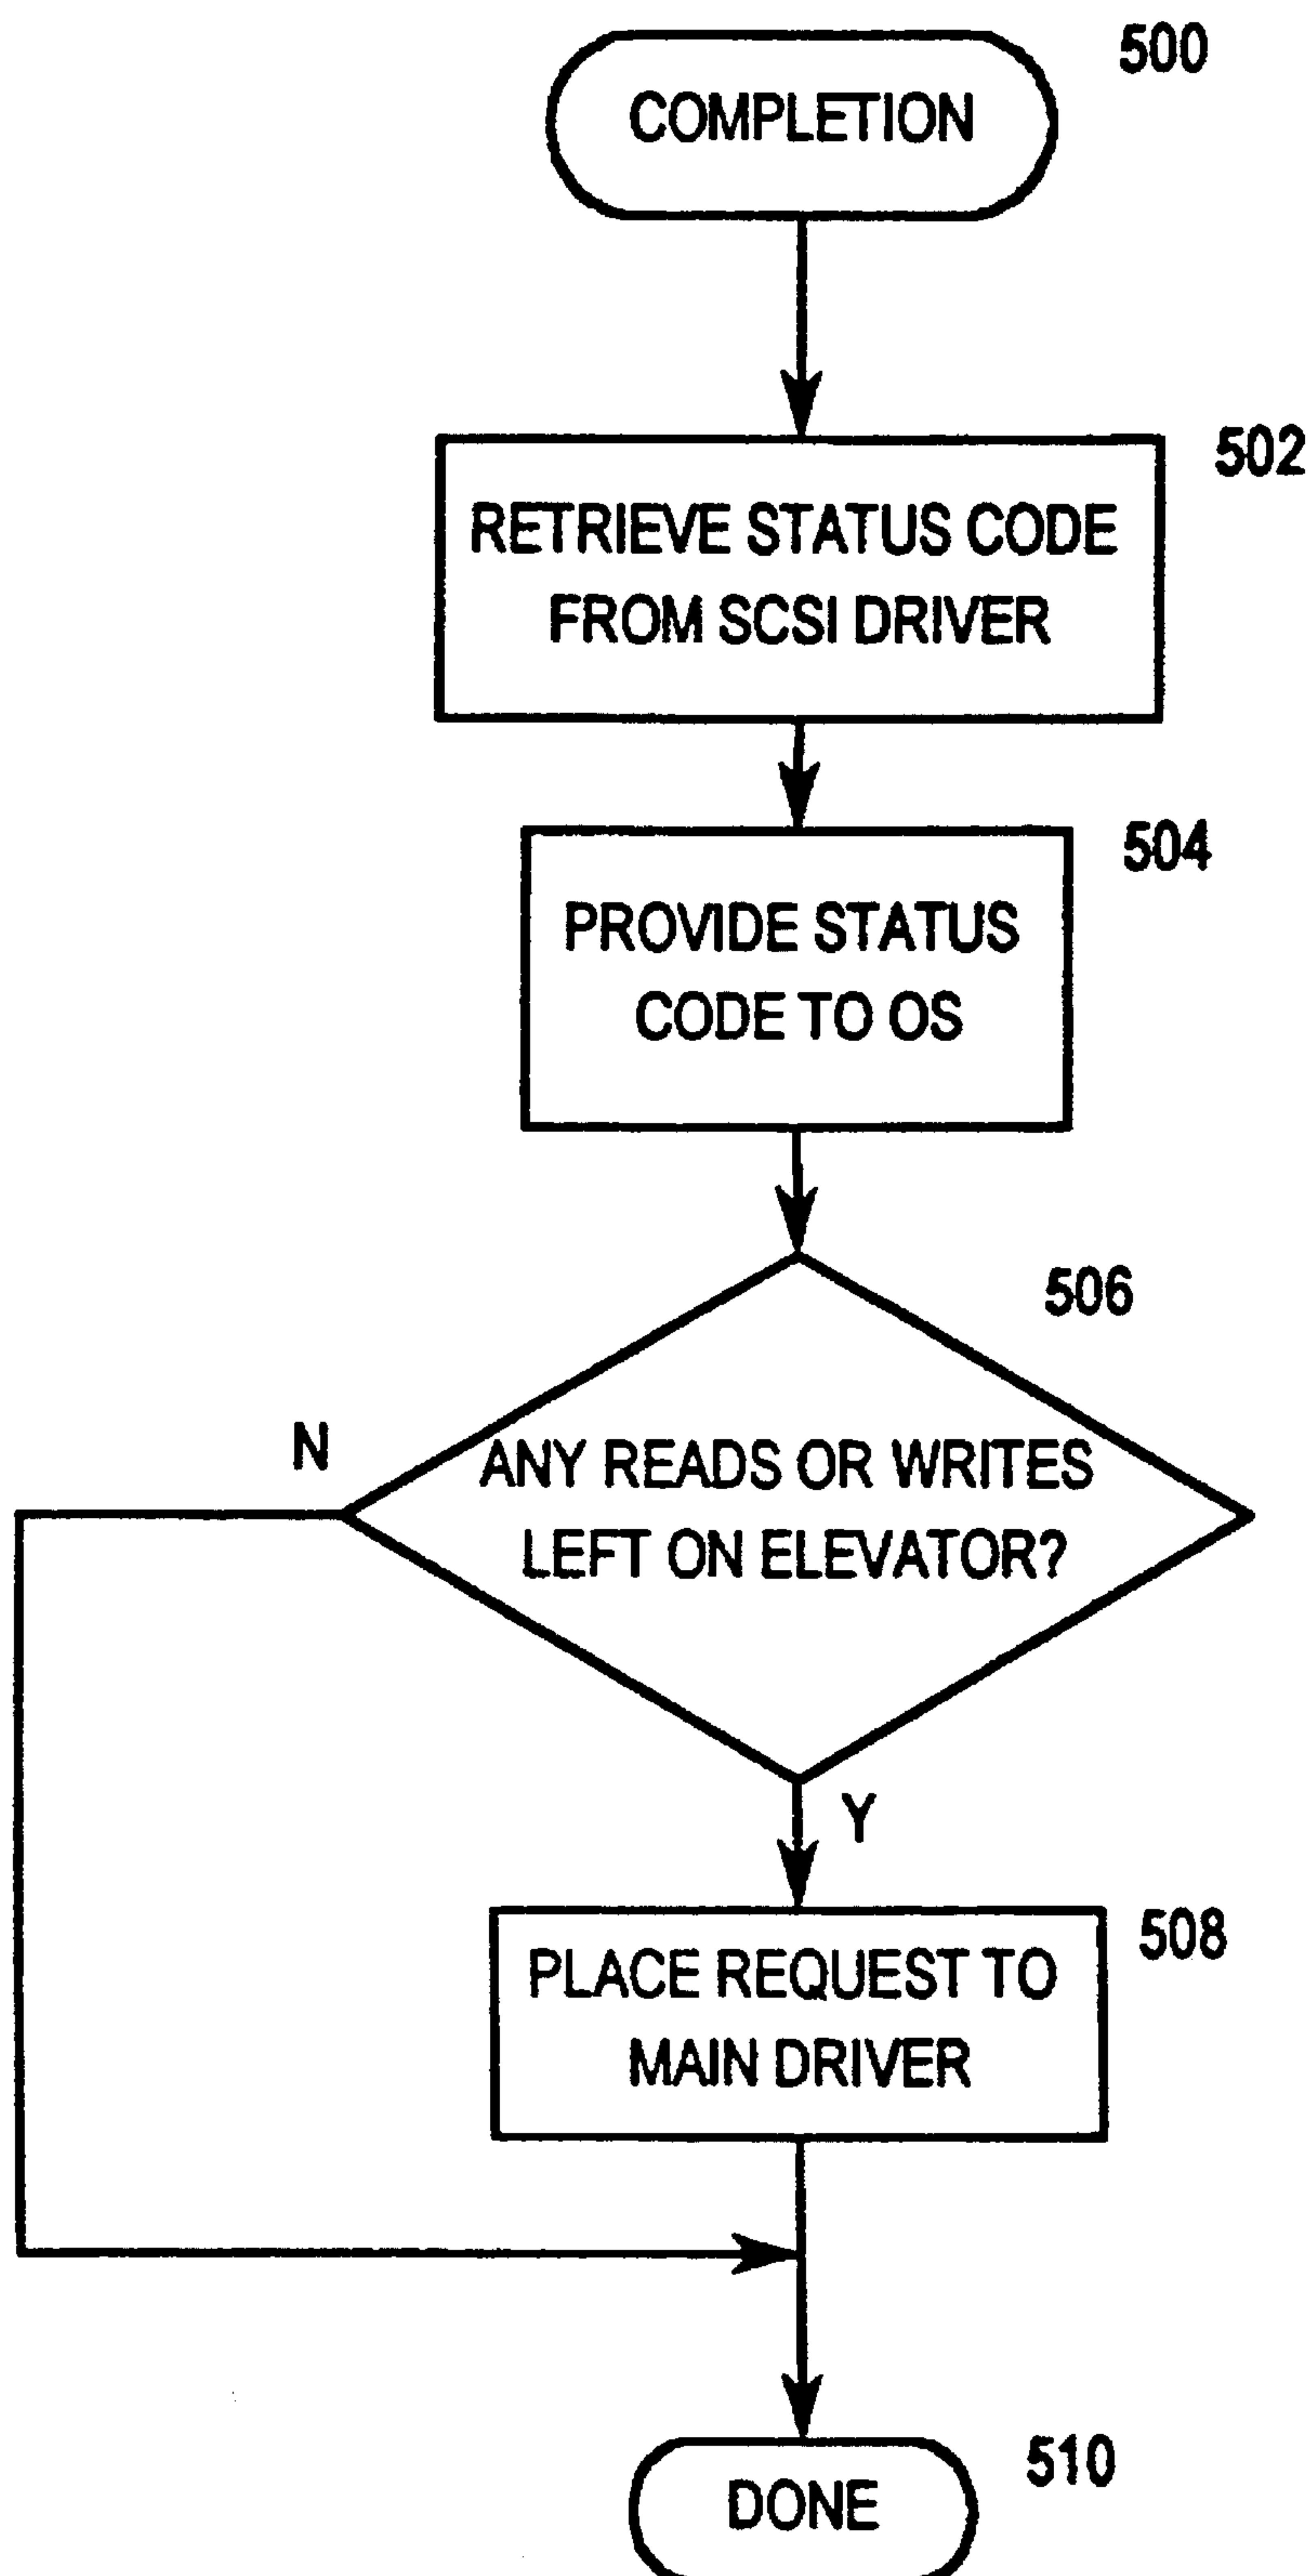 500
COMPLETION
502
RETRIEVE STATUS CODE
FROM SCSI DRIVER
504
PROVIDE STATUS
CODE TO OS
506
N
ANY READS OR WRITES
LEFT ON ELEVATOR?
Y
508
PLACE REQUEST TO
MAIN DRIVER
510
DONE